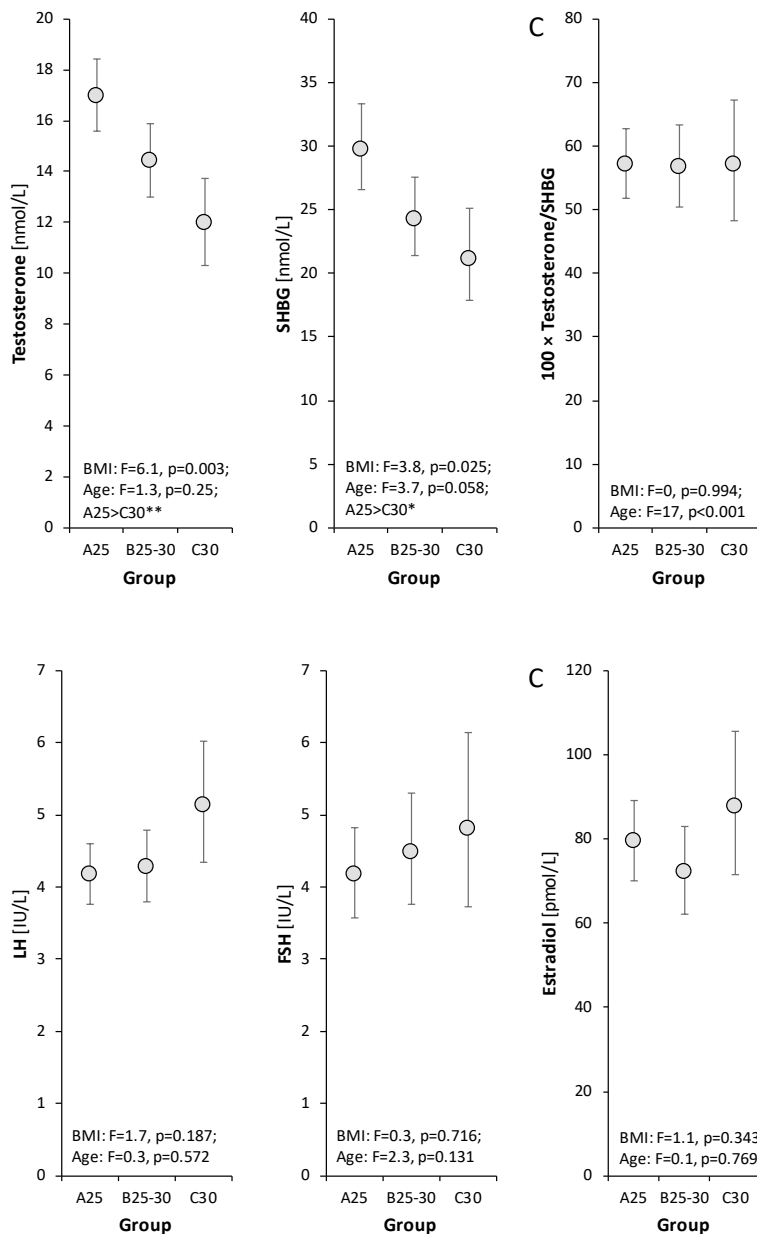 C
Testosterone [nmol/L]
20
18
16
14
12
10
8
6
4
2
0
BMI: F=6.1, p=0.003;
Age: F=1.3, p=0.25;
A25>C30**
A25 B25-30 C30
Group
SHBG [nmol/L]
40
35
30
25
20
15
10
5
0
BMI: F=3.8, p=0.025;
Age: F=3.7, p=0.058;
A25>C30*
A25 B25-30 C30
Group
100 × Testosterone/SHBG
80
70
60
50
40
30
20
10
0
BMI: F=0, p=0.994;
Age: F=17, p<0.001
A25 B25-30 C30
Group
LH [IU/L]
7
6
5
4
3
2
1
0
BMI: F=1.7, p=0.187;
Age: F=0.3, p=0.572
A25 B25-30 C30
Group
FSH [IU/L]
7
6
5
4
3
2
1
0
BMI: F=0.3, p=0.716;
Age: F=2.3, p=0.131
A25 B25-30 C30
Group
C
Estradiol [pmol/L]
120
100
80
60
40
20
0
BMI: F=1.1, p=0.343
Age: F=0.1, p=0.769
A25 B25-30 C30
Group